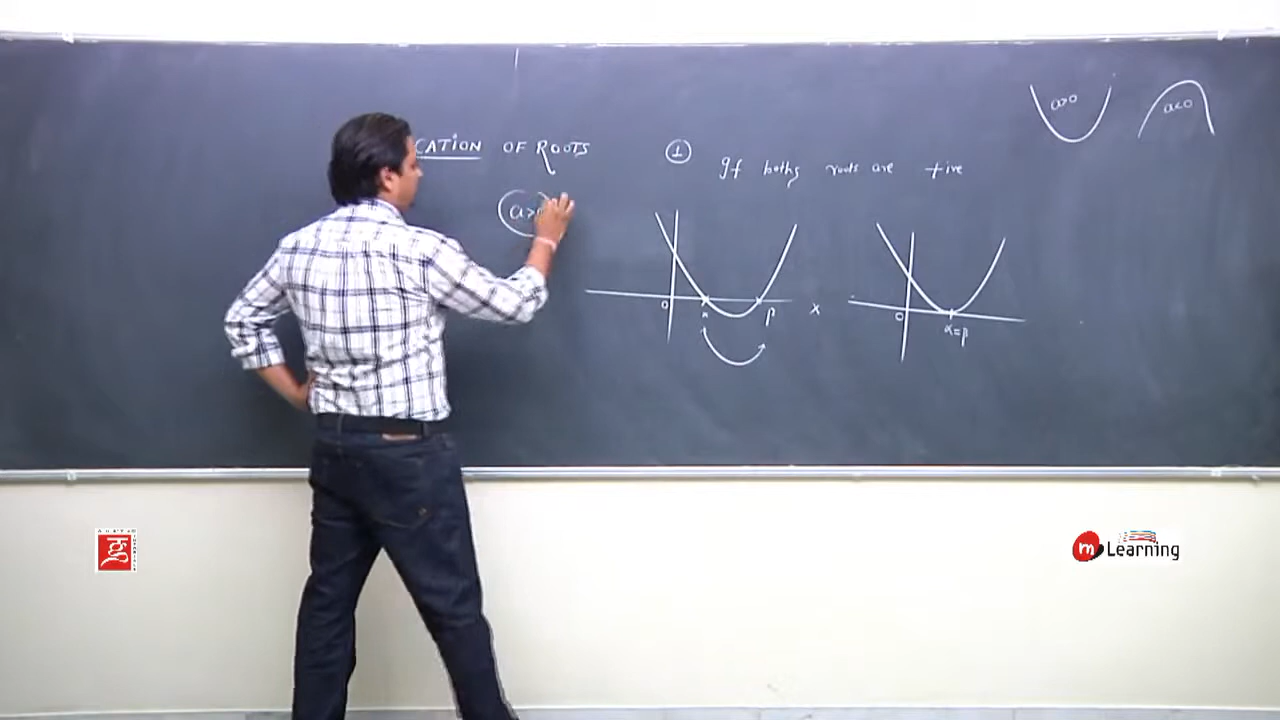 CATION OF ROOTS
①
If boths roots are +ive
a>0
a<0
a>
0
α
β
x
0
α=β
m Learning